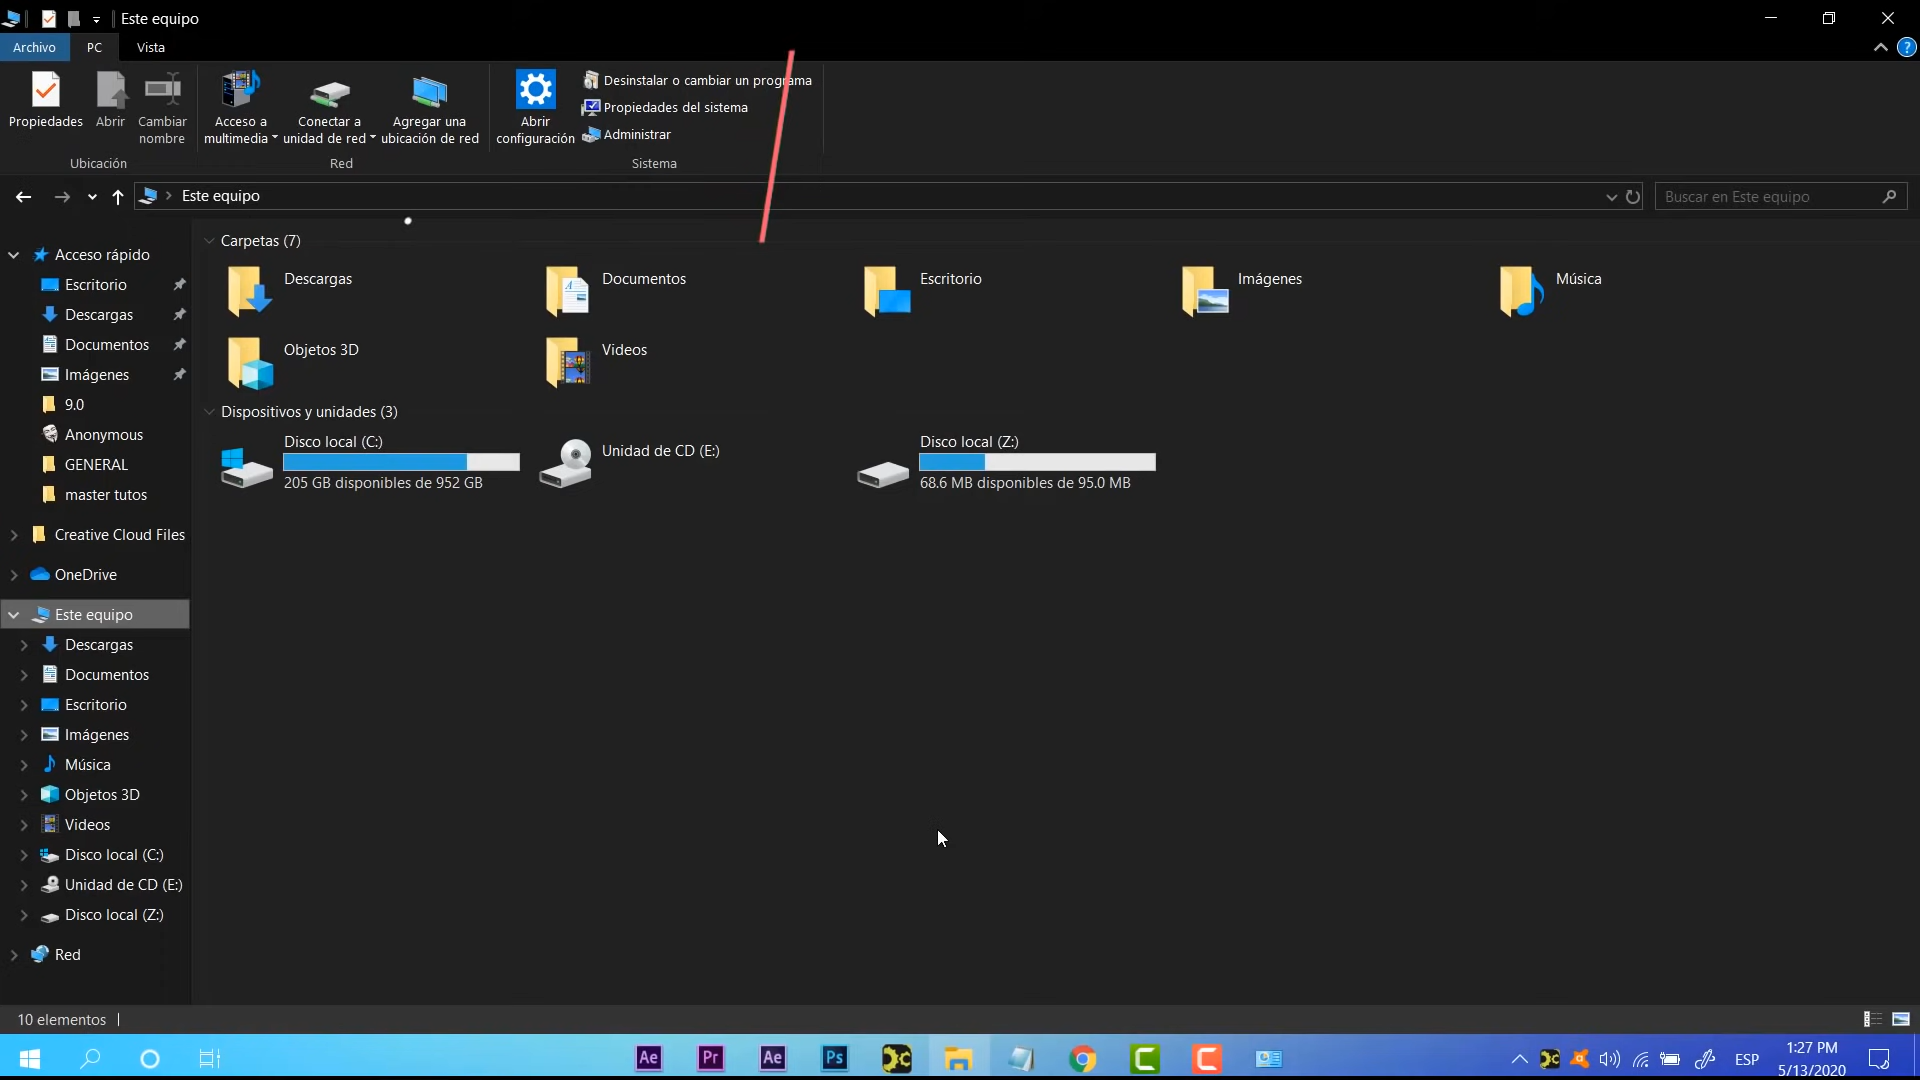 Este equipo
Archivo PC Vista
Propiedades
Abrir
Cambiar
nombre
Ubicación
Acceso a
multimedia
Conectar a
unidad de red
Agregar una
ubicación de red
Red
Abrir
configuración
Desinstalar o cambiar un programa
Propiedades del sistema
Administrar
Sistema
Este equipo
Buscar en Este equipo
Acceso rápido
Escritorio
Descargas
Documentos
Imágenes
9.0
Anonymous
GENERAL
master tutos
Creative Cloud Files
OneDrive
Este equipo
Descargas
Documentos
Escritorio
Imágenes
Música
Objetos 3D
Videos
Disco local (C:)
Unidad de CD (E:)
Disco local (Z:)
Red
Carpetas (7)
Descargas
Documentos
Escritorio
Imágenes
Música
Objetos 3D
Videos
Dispositivos y unidades (3)
Disco local (C:)
205 GB disponibles de 952 GB
Unidad de CD (E:)
Disco local (Z:)
68.6 MB disponibles de 95.0 MB
10 elementos
Ae Pr Ae Ps
ESP
1:27 PM
5/13/2020